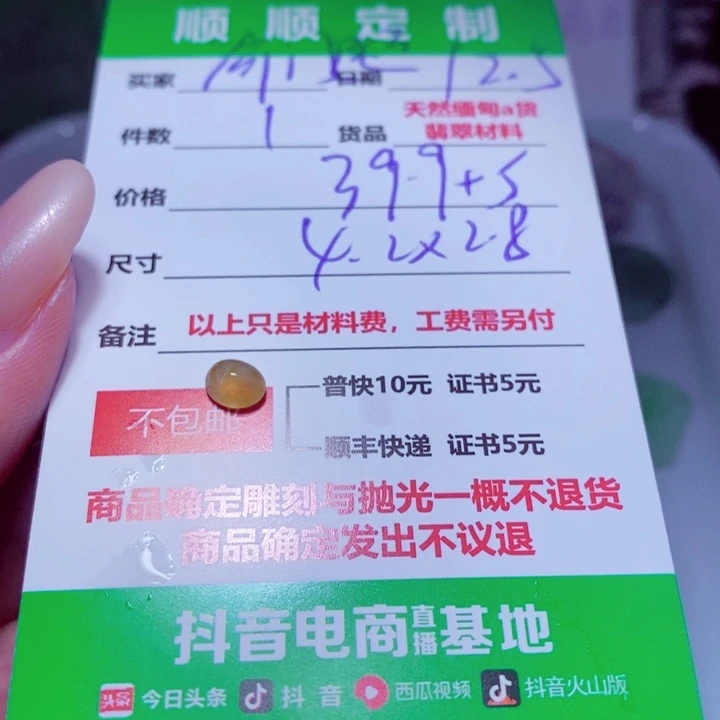 顺顺定制
买家 日期 12.5
件数 1 货品 天然缅甸a货
翡翠材料
价格 39.9+5
尺寸 4.2×2.8
备注 以上只是材料费，工费需另付
不包邮 普快10元 证书5元
顺丰快递 证书5元
商品确定雕刻与抛光一概不退货
商品确定发出不议退
抖音电商直播基地
头条 今日头条 抖音 西瓜视频 抖音火山版